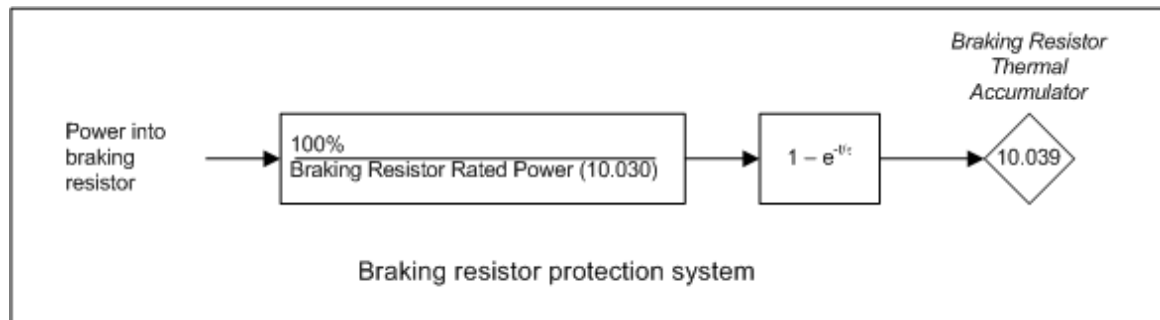 Braking Resistor
Thermal
Accumulator
Power into
braking
resistor
100%
Braking Resistor Rated Power (10.030)
1 – e^-t/τ
10.039
Braking resistor protection system